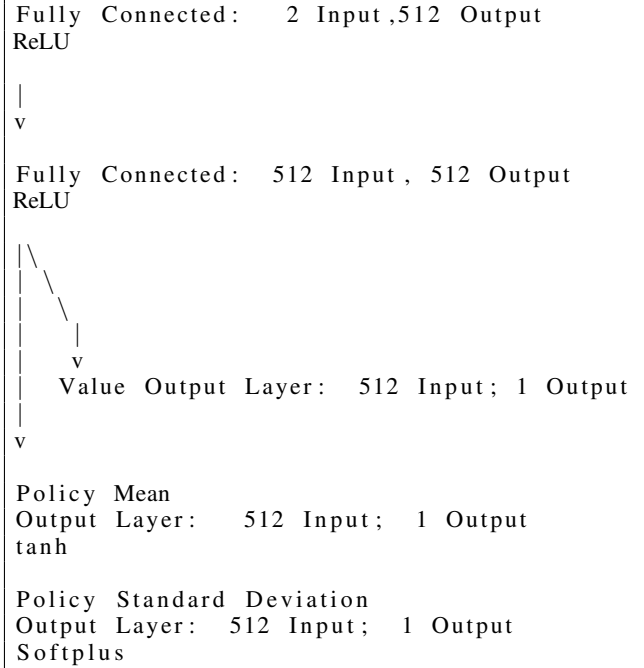 Fully Connected: 2 Input ,512 Output
ReLU
|
v
Fully Connected: 512 Input , 512 Output
ReLU
|\
| \
|  \
|   |
|   v
|  Value Output Layer: 512 Input; 1 Output
|
v
Policy Mean
Output Layer: 512 Input; 1 Output
tanh
Policy Standard Deviation
Output Layer: 512 Input; 1 Output
Softplus